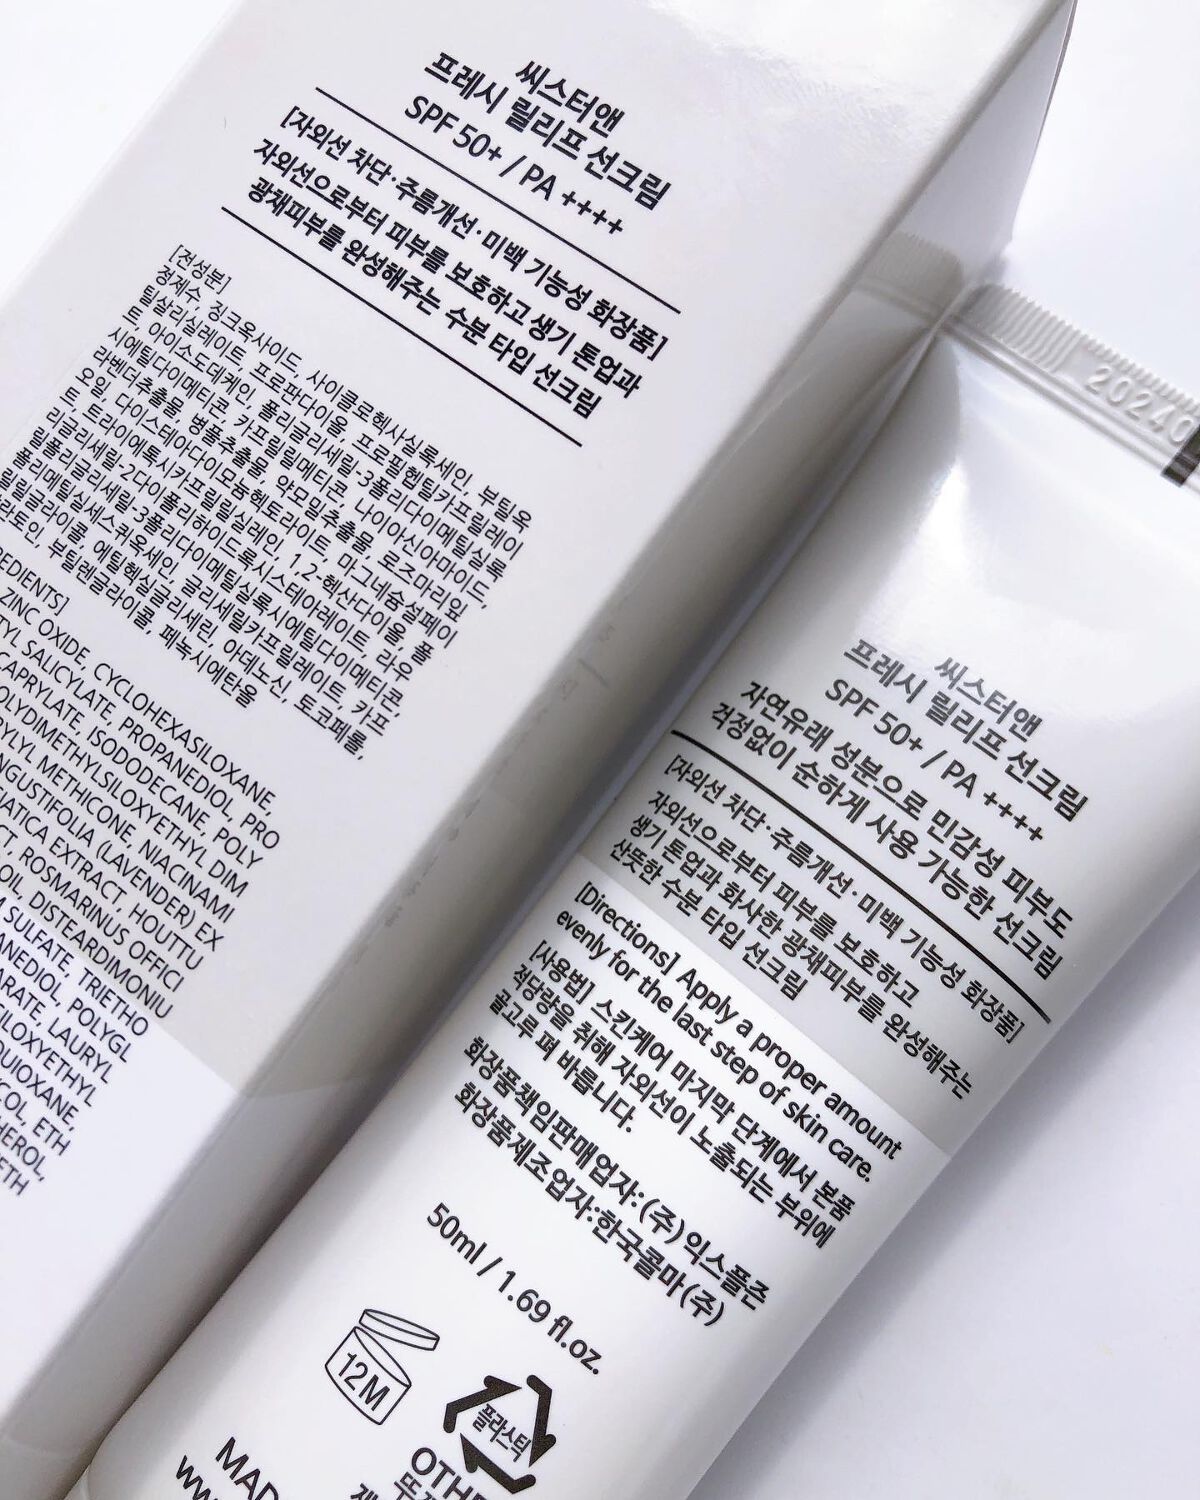 씨스터앤
프레시 릴리프 선크림
SPF 50+ / PA ++++
[자외선 차단·주름개선·미백 기능성 화장품]
자외선으로부터 피부를 보호하고 생기 톤업과
광채피부를 완성해주는 수분 타입 선크림
[전성분]
정제수, 징크옥사이드, 사이클로헥사실록세인, 부틸옥
틸살리실레이트, 프로판다이올, 프로필헵틸카프릴레이
트, 아이소도데케인, 폴리글리세릴-3폴리다이메틸실록
시에틸다이메티콘, 카프릴릴메티콘, 나이아신아마이드,
라벤더추출물, 병풀추출물, 약모밀추출물, 로즈마리잎
오일, 다이스테아다이모늄헥토라이트, 마그네슘설페이
트, 트라이에톡시카프릴릴실레인, 1,2-헥산다이올, 폴
리글리세릴-2다이폴리하이드록시스테아레이트, 라우
릴폴리글리세릴-3폴리다이메틸실록시에틸다이메티콘,
폴리메틸실세스퀴옥세인, 글리세릴카프릴레이트, 카프
릴릴글라이콜, 에틸헥실글리세린, 아데노신, 토코페롤,
부틸렌글라이콜, 페녹시에탄올
ZINC OXIDE, CYCLOHEXASILOXANE,
SALICYLATE, PROPANEDIOL, PRO
CAPRYLATE, ISODODECANE, POLY
METHICONE, NIACINAMI
(LAVENDER) EX
EXTRACT, HOUTTU
ROSMARINUS OFFICI
OIL, DISTEARDIMONIU
SULFATE, TRIETHO
POLYGL
LAURYL
ETH
씨스터앤
프레시 릴리프 선크림
SPF 50+ / PA ++++
자연유래 성분으로 민감성 피부도
걱정없이 순하게 사용 가능한 선크림
[자외선 차단·주름개선·미백 기능성 화장품]
자외선으로부터 피부를 보호하고
생기 톤업과 화사한 광채피부를 완성해주는
산뜻한 수분 타입 선크림
[Directions] Apply a proper amount
evenly for the last step of skin care.
[사용법] 스킨케어 마지막 단계에서 본품
적당량을 취해 자외선이 노출되는 부위에
골고루 펴 바릅니다.
화장품책임판매업자:(주)익스플즌
화장품제조업자:한국콜마(주)
50ml / 1.69 fl.oz.
12M
플라스틱